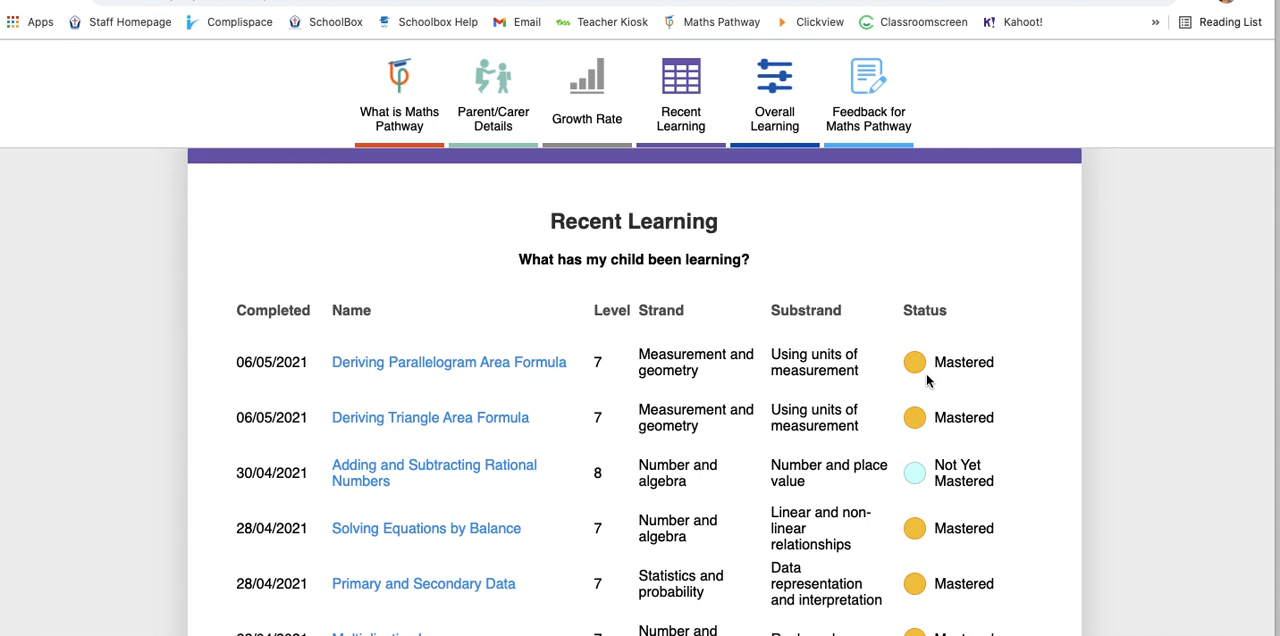 Apps Staff Homepage Complispace SchoolBox Schoolbox Help Email Teacher Kiosk Maths Pathway Clickview Classroomscreen K! Kahoot! » Reading List
What is Maths
Pathway
Parent/Carer
Details
Growth Rate
Recent
Learning
Overall
Learning
Feedback for
Maths Pathway
Recent Learning
What has my child been learning?
Completed Name Level Strand Substrand Status
06/05/2021 Deriving Parallelogram Area Formula 7 Measurement and geometry Using units of measurement Mastered
06/05/2021 Deriving Triangle Area Formula 7 Measurement and geometry Using units of measurement Mastered
30/04/2021 Adding and Subtracting Rational Numbers 8 Number and algebra Number and place value Not Yet Mastered
28/04/2021 Solving Equations by Balance 7 Number and algebra Linear and non-linear relationships Mastered
28/04/2021 Primary and Secondary Data 7 Statistics and probability Data representation and interpretation Mastered
Number and